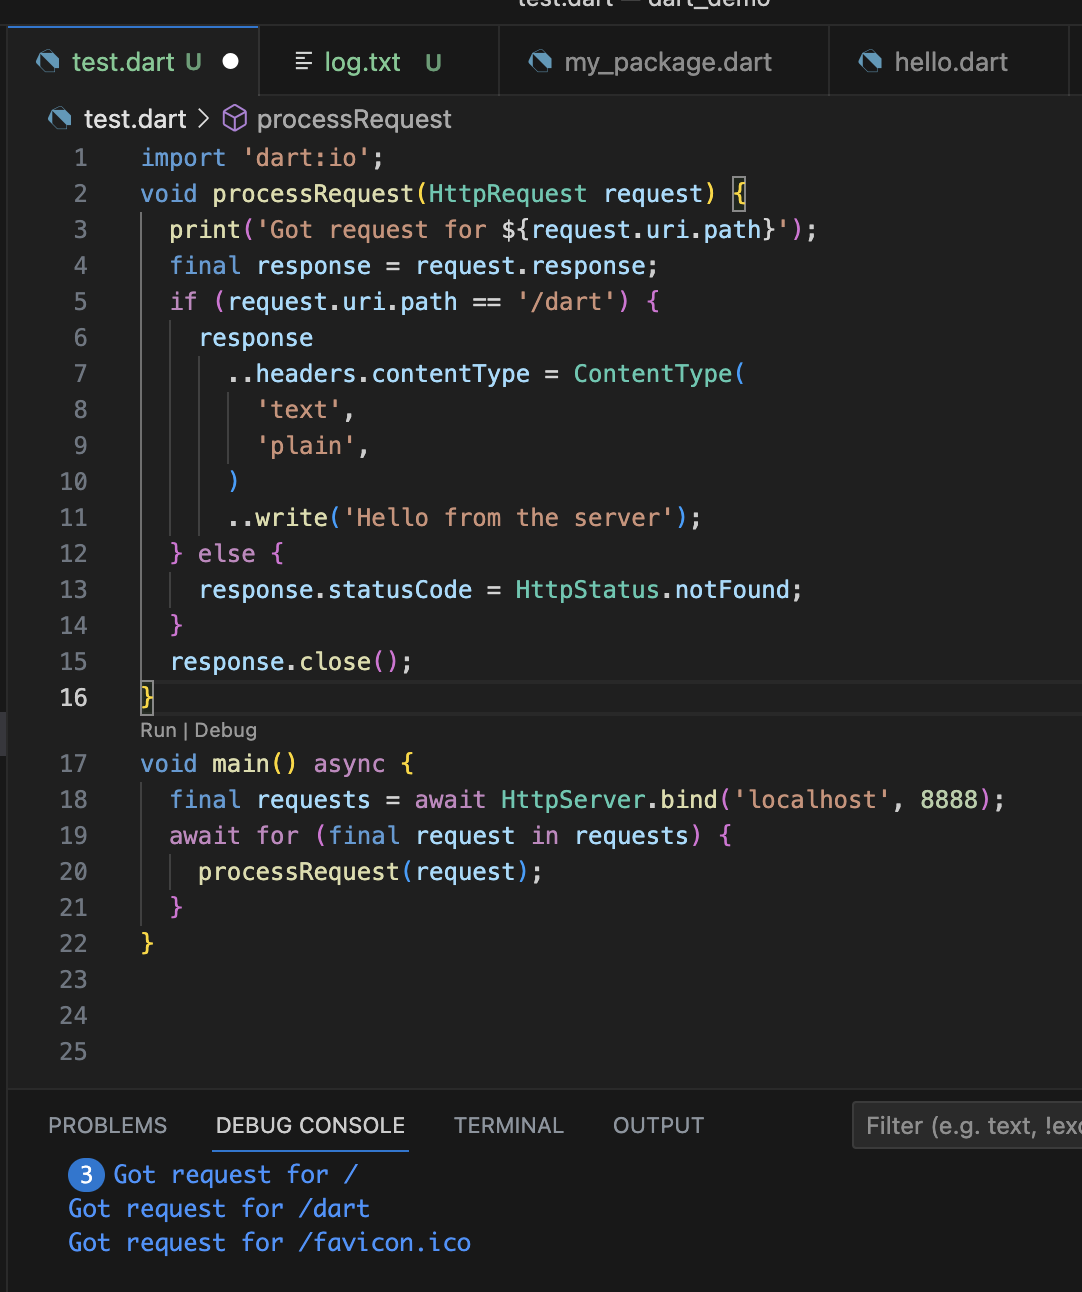 test.dart — dart_demo
test.dart U log.txt U my_package.dart hello.dart
test.dart > processRequest
1 import 'dart:io';
2 void processRequest(HttpRequest request) {
3 print('Got request for ${request.uri.path}');
4 final response = request.response;
5 if (request.uri.path == '/dart') {
6 response
7 ..headers.contentType = ContentType(
8 'text',
9 'plain',
10 )
11 ..write('Hello from the server');
12 } else {
13 response.statusCode = HttpStatus.notFound;
14 }
15 response.close();
16 }
Run | Debug
17 void main() async {
18 final requests = await HttpServer.bind('localhost', 8888);
19 await for (final request in requests) {
20 processRequest(request);
21 }
22 }
23
24
25
PROBLEMS DEBUG CONSOLE TERMINAL OUTPUT Filter (e.g. text, !exc
3 Got request for /
Got request for /dart
Got request for /favicon.ico